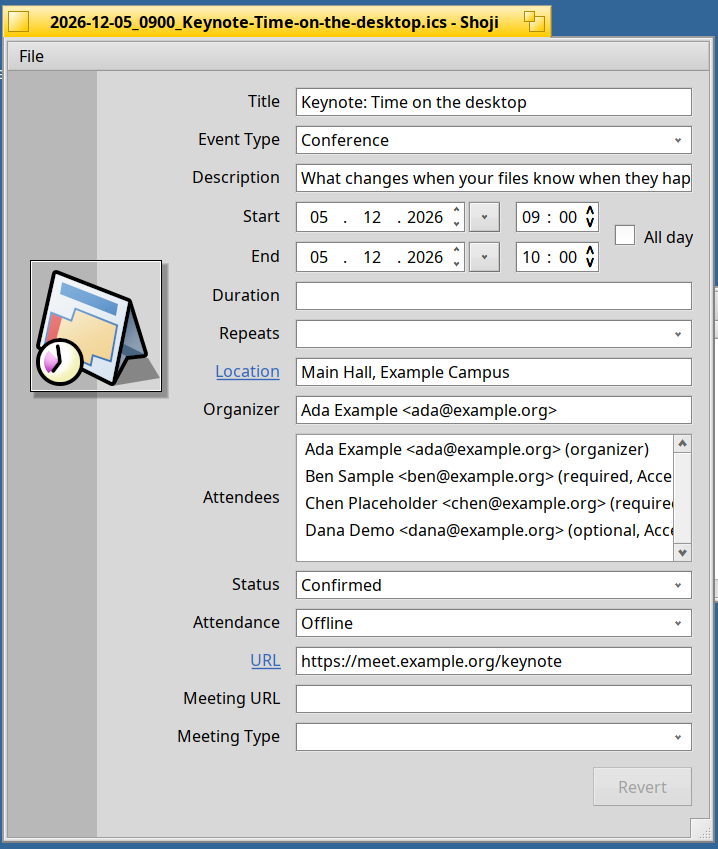 2026-12-05_0900_Keynote-Time-on-the-desktop.ics - Shoji
File
Title Keynote: Time on the desktop
Event Type Conference
Description What changes when your files know when they hap
Start 05 . 12 . 2026 09 : 00
All day
End 05 . 12 . 2026 10 : 00
Duration
Repeats
Location Main Hall, Example Campus
Organizer Ada Example <ada@example.org>
Attendees
Ada Example <ada@example.org> (organizer)
Ben Sample <ben@example.org> (required, Acce
Chen Placeholder <chen@example.org> (require
Dana Demo <dana@example.org> (optional, Acce
Status Confirmed
Attendance Offline
URL https://meet.example.org/keynote
Meeting URL
Meeting Type
Revert